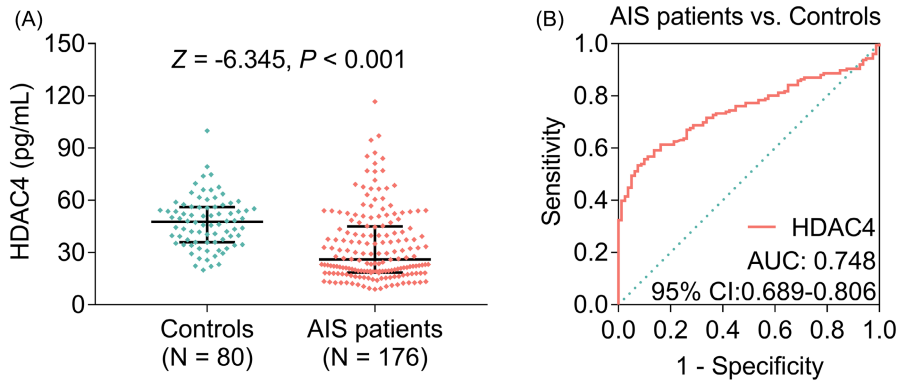 (A)
Z = -6.345, P < 0.001
HDAC4 (pg/mL)
150
120
90
60
30
0
Controls
(N = 80)
AIS patients
(N = 176)
(B)
AIS patients vs. Controls
Sensitivity
1.0
0.8
0.6
0.4
0.2
0.0
HDAC4
AUC: 0.748
95% CI:0.689-0.806
0.0 0.2 0.4 0.6 0.8 1.0
1 - Specificity